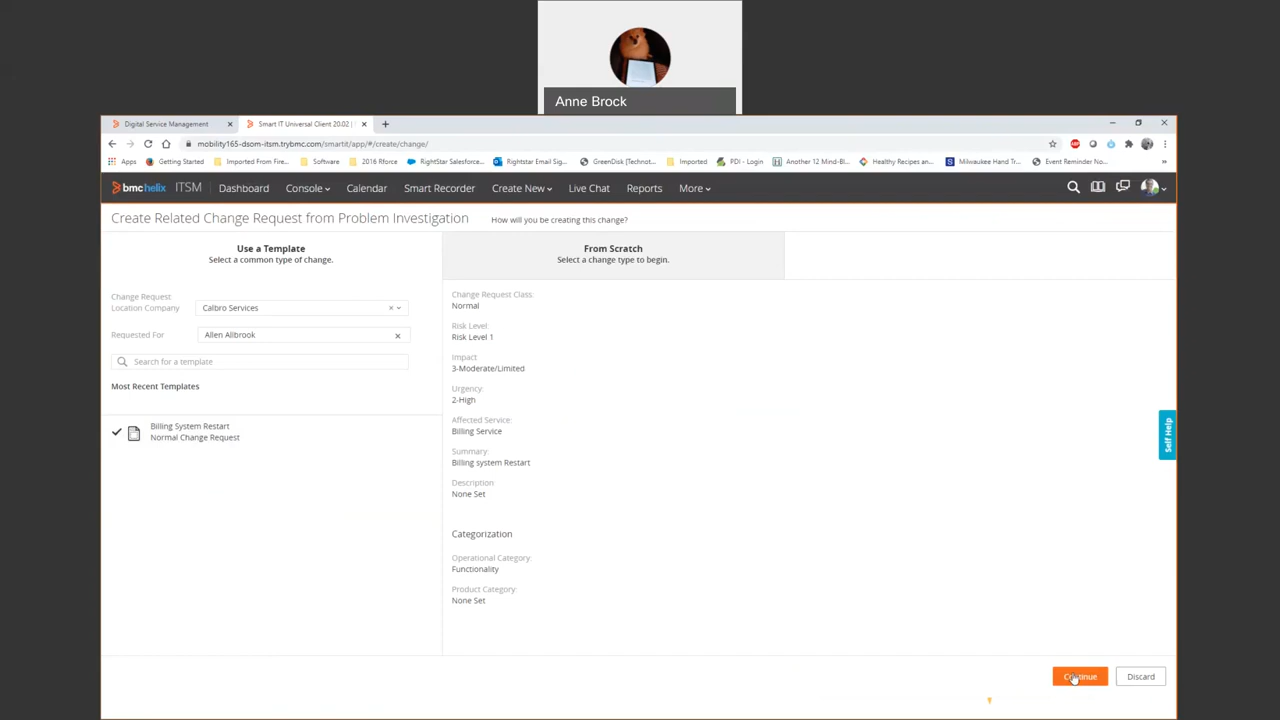 Anne Brock
Digital Service Management
Smart IT Universal Client 20.02 |
mobility165-dsom-itsm.trybmc.com/smartit/app/#/create/change/
Apps Getting Started Imported From Fire... Software 2016 Rforce RightStar Salesforce... Rightstar Email Sig... GreenDisk [Technot... Imported PDI - Login Another 12 Mind-Bl... Healthy Recipes an... Milwaukee Hand Tr... Event Reminder No... »
bmc helix ITSM Dashboard Console Calendar Smart Recorder Create New Live Chat Reports More
Create Related Change Request from Problem Investigation How will you be creating this change?
Use a Template
Select a common type of change.
From Scratch
Select a change type to begin.
Change Request
Location Company
Calbro Services
Requested For
Allen Allbrook
Search for a template
Most Recent Templates
Billing System Restart
Normal Change Request
Change Request Class:
Normal
Risk Level:
Risk Level 1
Impact
3-Moderate/Limited
Urgency:
2-High
Affected Service:
Billing Service
Summary:
Billing system Restart
Description
None Set
Categorization
Operational Category:
Functionality
Product Category:
None Set
Self Help
Continue
Discard